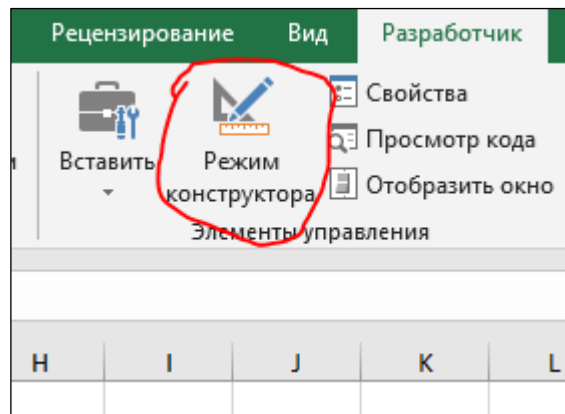 Рецензирование Вид Разработчик
Свойства
Просмотр кода
Отобразить окно
и
Вставить
Режим
конструктора
Элементы управления
H I J K L